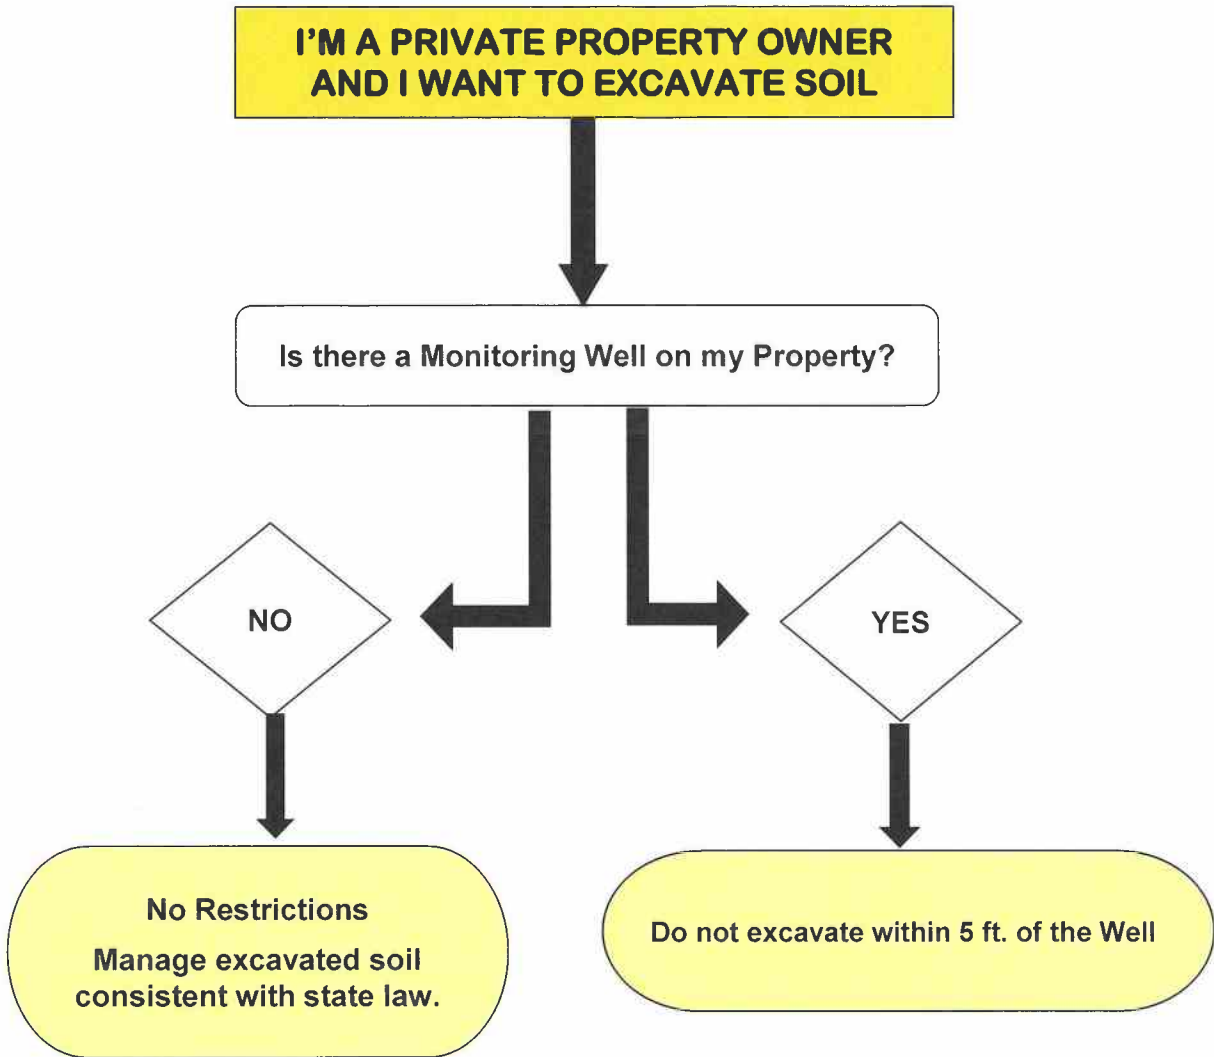 I'M A PRIVATE PROPERTY OWNER
AND I WANT TO EXCAVATE SOIL
Is there a Monitoring Well on my Property?
NO
YES
No Restrictions
Manage excavated soil
consistent with state law.
Do not excavate within 5 ft. of the Well